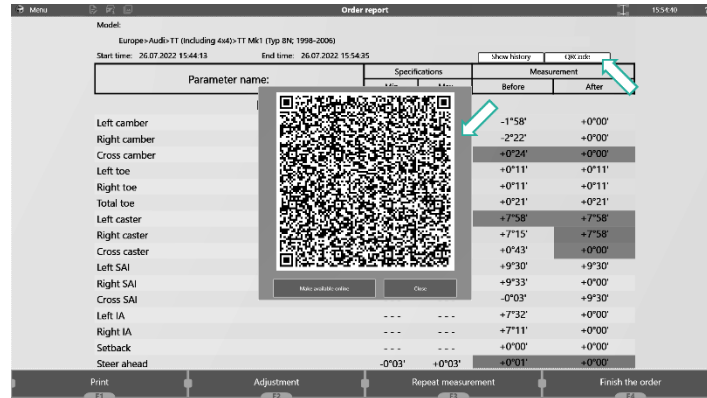 Menu Order report 15:54:40
Model:
Europe>Audi>TT (Including 4x4)>TT Mk1 (Typ 8N; 1998-2006)
Start time: 26.07.2022 15:44:13 End time: 26.07.2022 15:54:35 Show history QRCode
Parameter name: Specifications Measurement
Min Max Before After
Left camber -1°58' +0°00'
Right camber -2°22' +0°00'
Cross camber +0°24' +0°00'
Left toe +0°11' +0°11'
Right toe +0°11' +0°11'
Total toe +0°21' +0°21'
Left caster +7°58' +7°58'
Right caster +7°15' +7°58'
Cross caster +0°43' +0°00'
Left SAI +9°30' +9°30'
Right SAI +9°33' +0°00'
Make available online Close
Cross SAI -0°03' +9°30'
Left IA - - - - - - +7°32' +0°00'
Right IA - - - - - - +7°11' +0°00'
Setback - - - - - - +0°00' +0°00'
Steer ahead -0°03' +0°03' +0°01' +0°00'
Print Adjustment Repeat measurement Finish the order
F1 F2 F3 F4